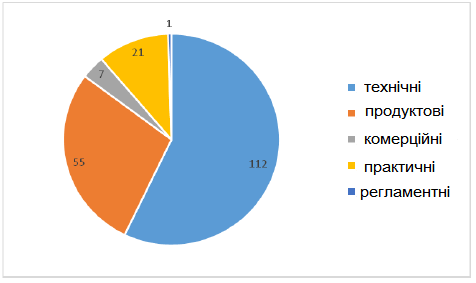 1
21
7
55
112
технічні
продуктові
комерційні
практичні
регламентні